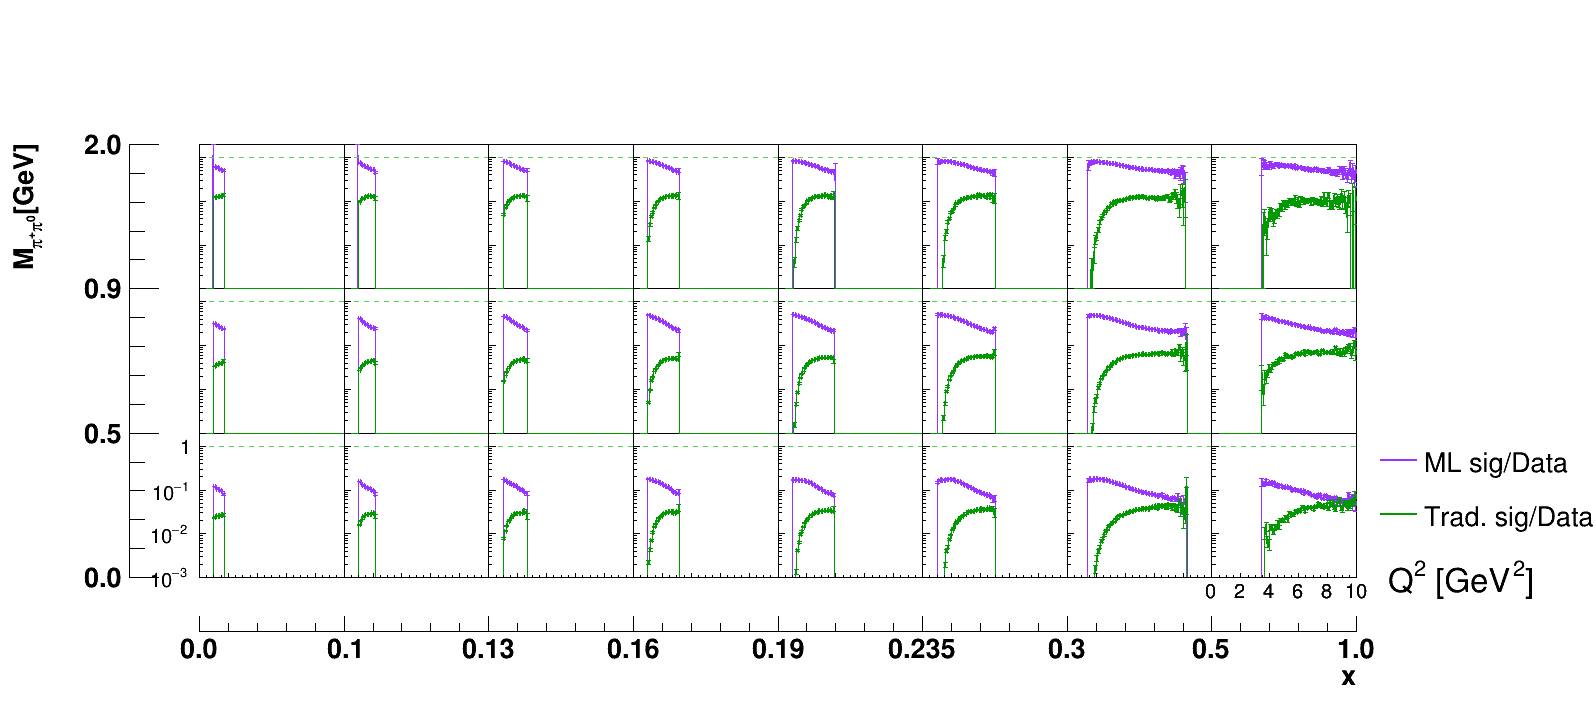 M_{π⁺π⁰}[GeV]
2.0
0.9
0.5
0.0
1
10⁻¹
10⁻²
10⁻³
ML sig/Data
Trad. sig/Data
0 2 4 6 8 10
Q² [GeV²]
0.0 0.1 0.13 0.16 0.19 0.235 0.3 0.5 1.0
x